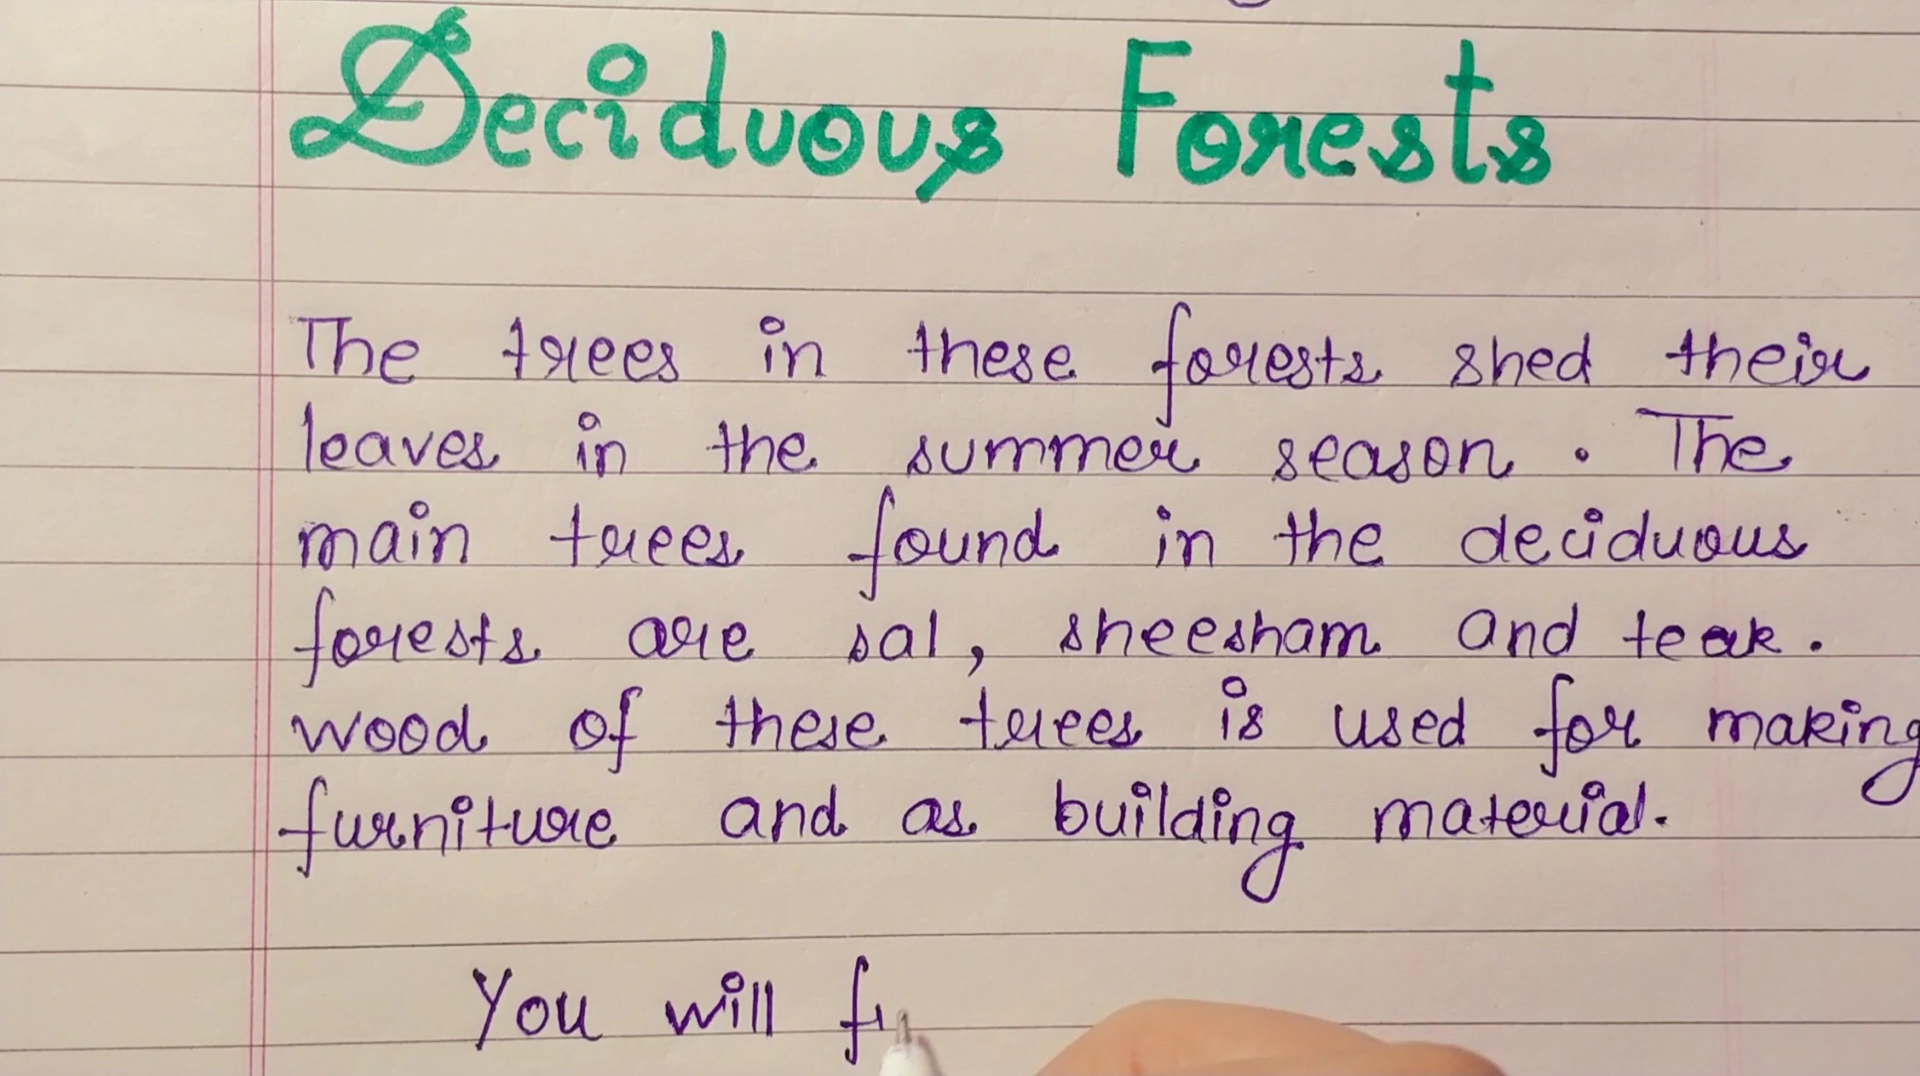 Deciduous Forests
The trees in these forests shed their
leaves in the summer season. The
main trees found in the deciduous
forests are sal, sheesham and teak.
wood of these trees is used for making
furniture and as building material.
You will